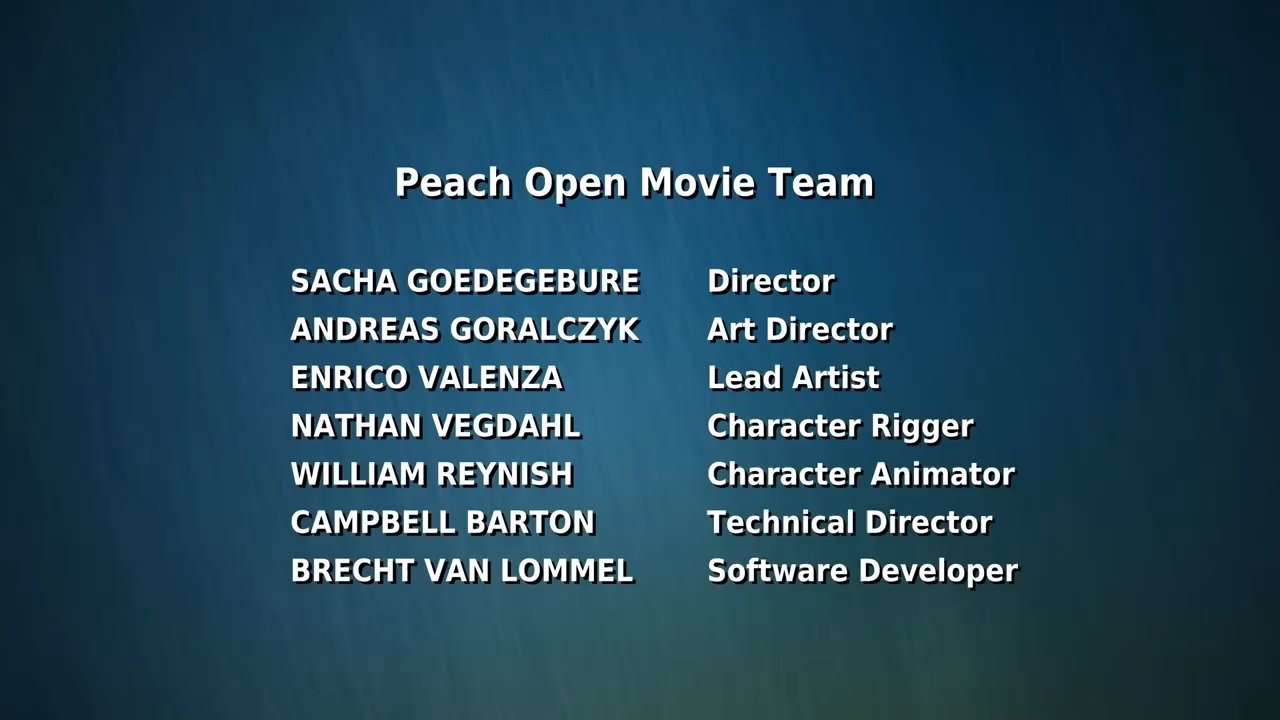 Peach Open Movie Team
SACHA GOEDEGEBURE Director
ANDREAS GORALCZYK Art Director
ENRICO VALENZA Lead Artist
NATHAN VEGDAHL Character Rigger
WILLIAM REYNISH Character Animator
CAMPBELL BARTON Technical Director
BRECHT VAN LOMMEL Software Developer